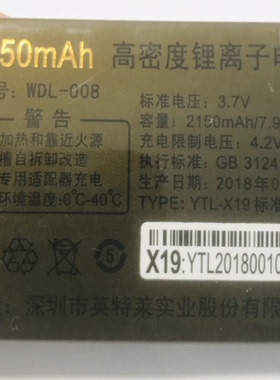 50mAh 高密度锂离子电
号: WDL-008
标准电压: 3.7V
容量: 2150mAh/7.9
充电限制电压: 4.2V
执行标准: GB 3124
生产日期: 2018年0
TYPE: YTL-X19 标准
警告
加热和靠近火源
擅自拆卸改造
专用适配器充电
环境温度: 0°C-40°C
X19:YTL20180010
5
深圳市英特莱实业股份有限